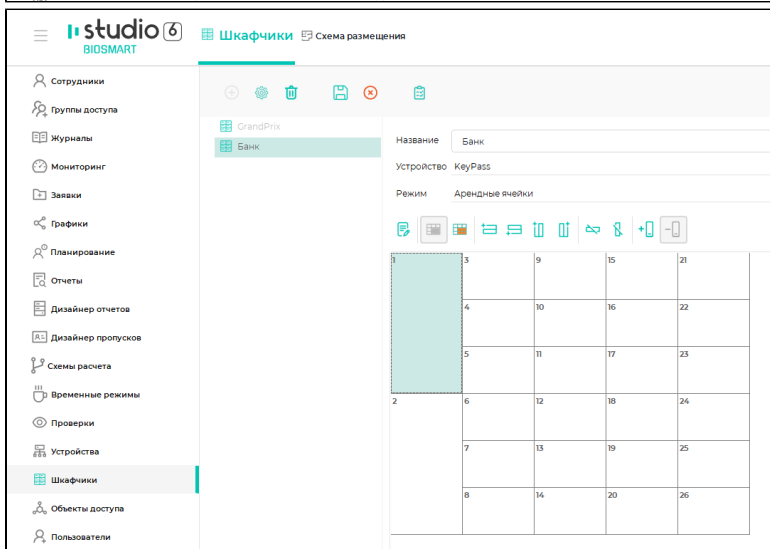 studio 6
BIOSMART
Шкафчики Схема размещения
Сотрудники
Группы доступа
Журналы
Мониторинг
Заявки
Графики
Планирование
Отчеты
Дизайнер отчетов
Дизайнер пропусков
Схемы расчета
Временные режимы
Проверки
Устройства
Шкафчики
Объекты доступа
Пользователи
GrandPrix
Банк
Название Банк
Устройство KeyPass
Режим Арендные ячейки
1 3 9 15 21
4 10 16 22
5 11 17 23
2 6 12 18 24
7 13 19 25
8 14 20 26